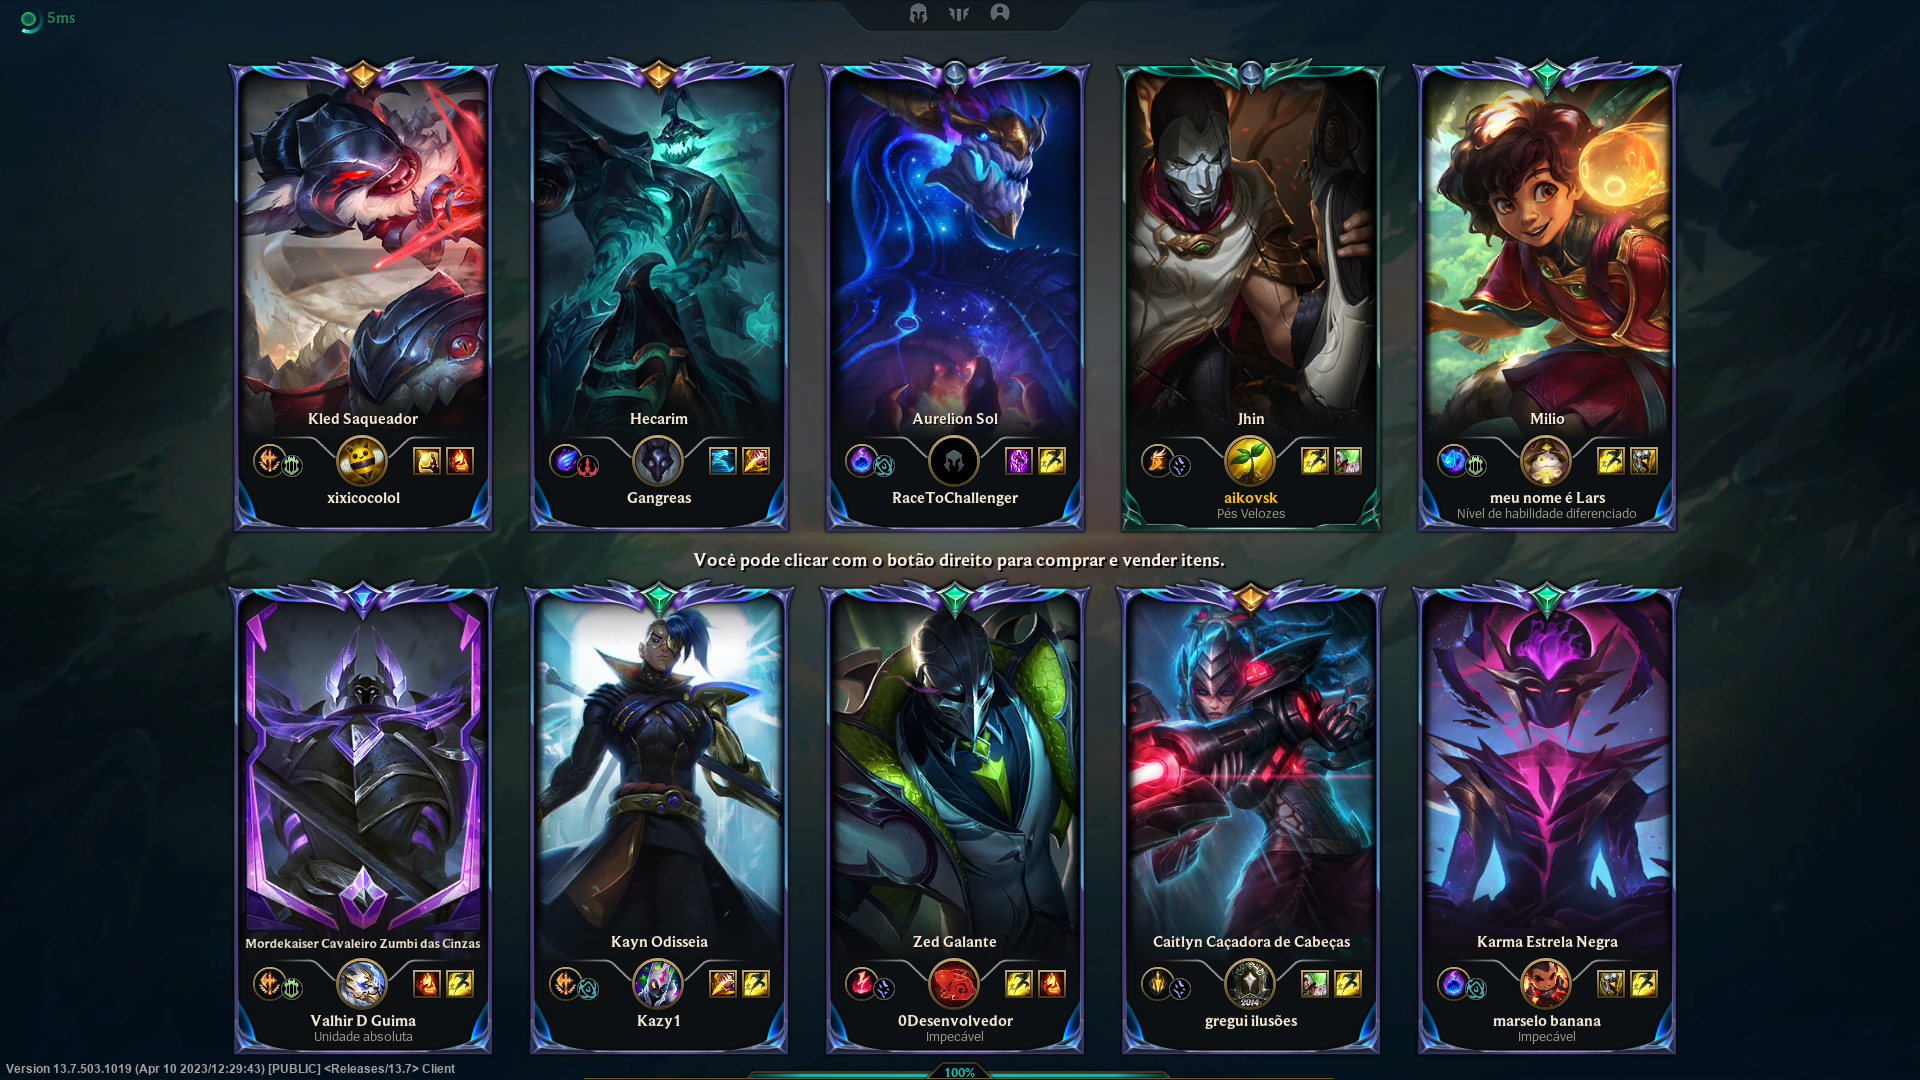 5ms
Kled Saqueador
Hecarim
Aurelion Sol
Jhin
Milio
xixicocolol
Gangreas
RaceToChallenger
aikovsk
meu nome é Lars
Pés Velozes
Nível de habilidade diferenciado
Você pode clicar com o botão direito para comprar e vender itens.
Mordekaiser Cavaleiro Zumbi das Cinzas
Kayn Odisseia
Zed Galante
Caitlyn Caçadora de Cabeças
Karma Estrela Negra
2014
Valhir D Guima
Kazy1
0Desenvolvedor
gregui ilusões
marselo banana
Unidade absoluta
Impecável
Impecável
Version 13.7.503.1019 (Apr 10 2023/12:29:43) [PUBLIC] <Releases/13.7> Client
100%